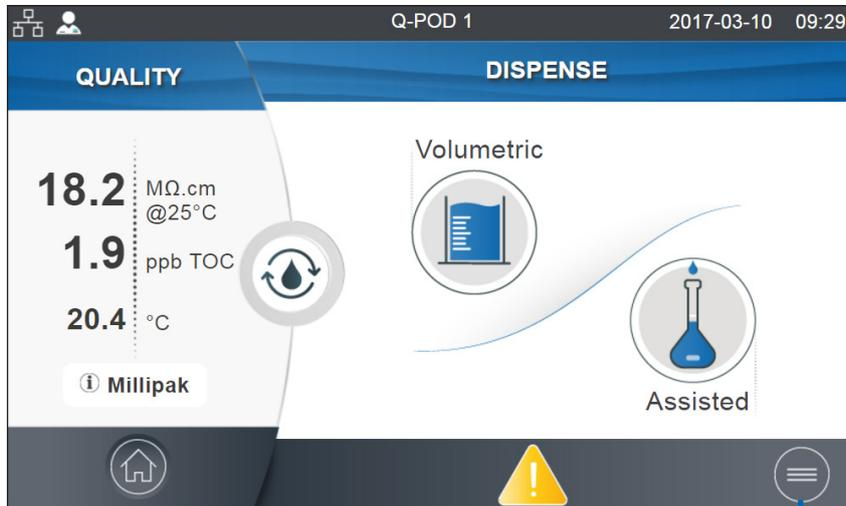 Q-POD 1
2017-03-10 09:29
QUALITY
DISPENSE
18.2 MΩ.cm
@25°C
1.9 ppb TOC
20.4 °C
i Millipak
Volumetric
Assisted
!